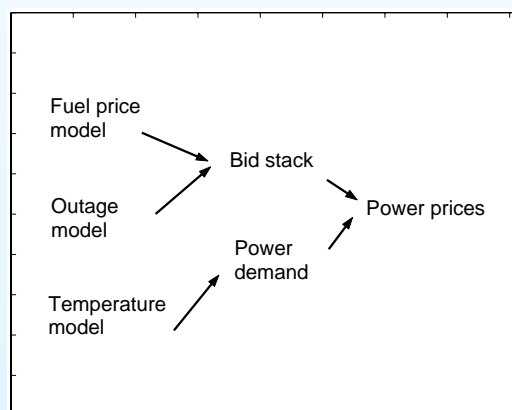 Fuel price
model
Bid stack
Outage
model
Power prices
Power
demand
Temperature
model